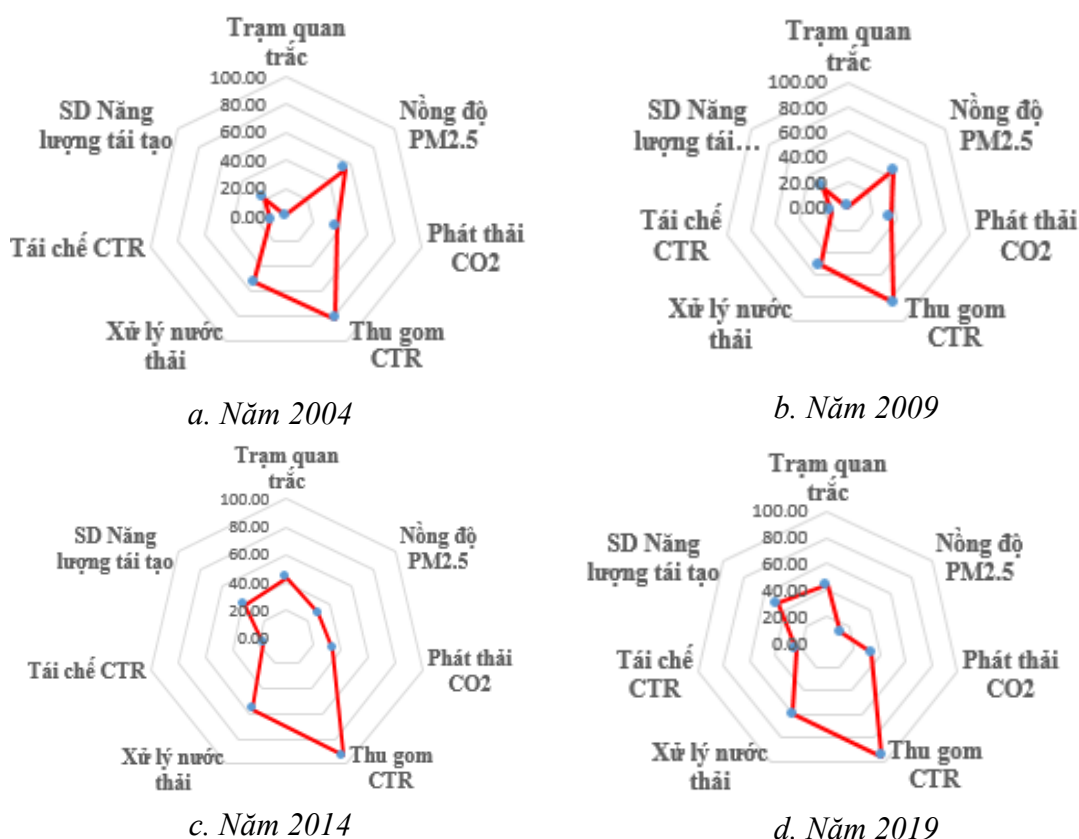 Trạm quan
trắc
100.00
80.00
60.00
40.00
20.00
0.00
Nồng độ
PM2.5
Phát thải
CO2
Thu gom
CTR
Xử lý nước
thải
Tái chế CTR
SD Năng
lượng tái tạo
a. Năm 2004
Trạm quan
trắc
100.00
80.00
60.00
40.00
20.00
0.00
Nồng độ
PM2.5
Phát thải
CO2
Thu gom
CTR
Xử lý nước
thải
Tái chế
CTR
SD Năng
lượng tái…
b. Năm 2009
Trạm quan
trắc
100.00
80.00
60.00
40.00
20.00
0.00
Nồng độ
PM2.5
Phát thải
CO2
Thu gom
CTR
Xử lý nước
thải
Tái chế CTR
SD Năng
lượng tái tạo
c. Năm 2014
Trạm quan
trắc
100.00
80.00
60.00
40.00
20.00
0.00
Nồng độ
PM2.5
Phát thải
CO2
Thu gom
CTR
Xử lý nước
thải
Tái chế
CTR
SD Năng
lượng tái tạo
d. Năm 2019